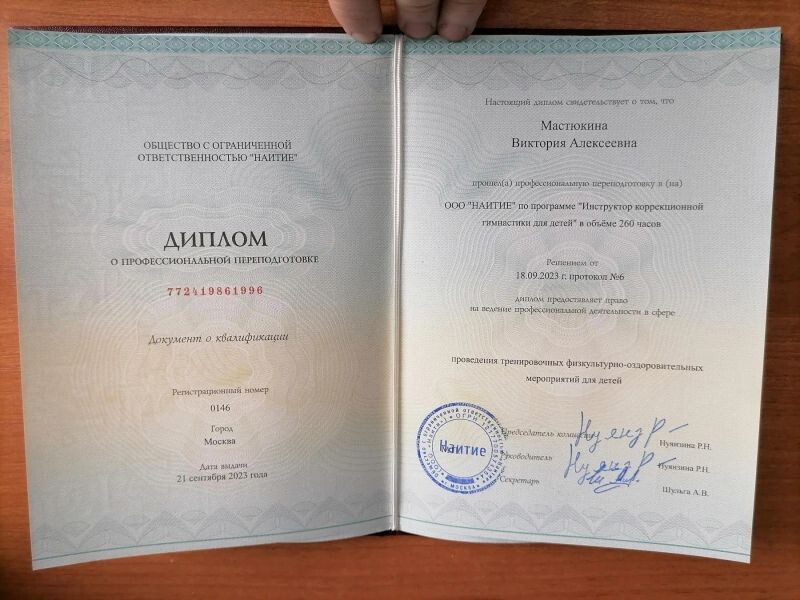 ОБЩЕСТВО С ОГРАНИЧЕННОЙ
ОТВЕТСТВЕННОСТЬЮ "НАИТИЕ"
ДИПЛОМ
О ПРОФЕССИОНАЛЬНОЙ ПЕРЕПОДГОТОВКЕ
772419861996
Документ о квалификации
Регистрационный номер
0146
Город
Москва
Дата выдачи
21 сентября 2023 года
Настоящий диплом свидетельствует о том, что
Мастюкина
Виктория Алексеевна
прошел(а) профессиональную переподготовку в (на)
ООО "НАИТИЕ" по программе "Инструктор коррекционной
гимнастики для детей" в объёме 260 часов
Решением от
18.09.2023 г. протокол №6
диплом предоставляет право
на ведение профессиональной деятельности в сфере
проведения тренировочных физкультурно-оздоровительных
мероприятий для детей
Председатель комиссии
Нуянзина Р.Н.
Руководитель
Нуянзина Р.Н.
Секретарь
Шульга А.В.
Наитие
г. МОСКВА